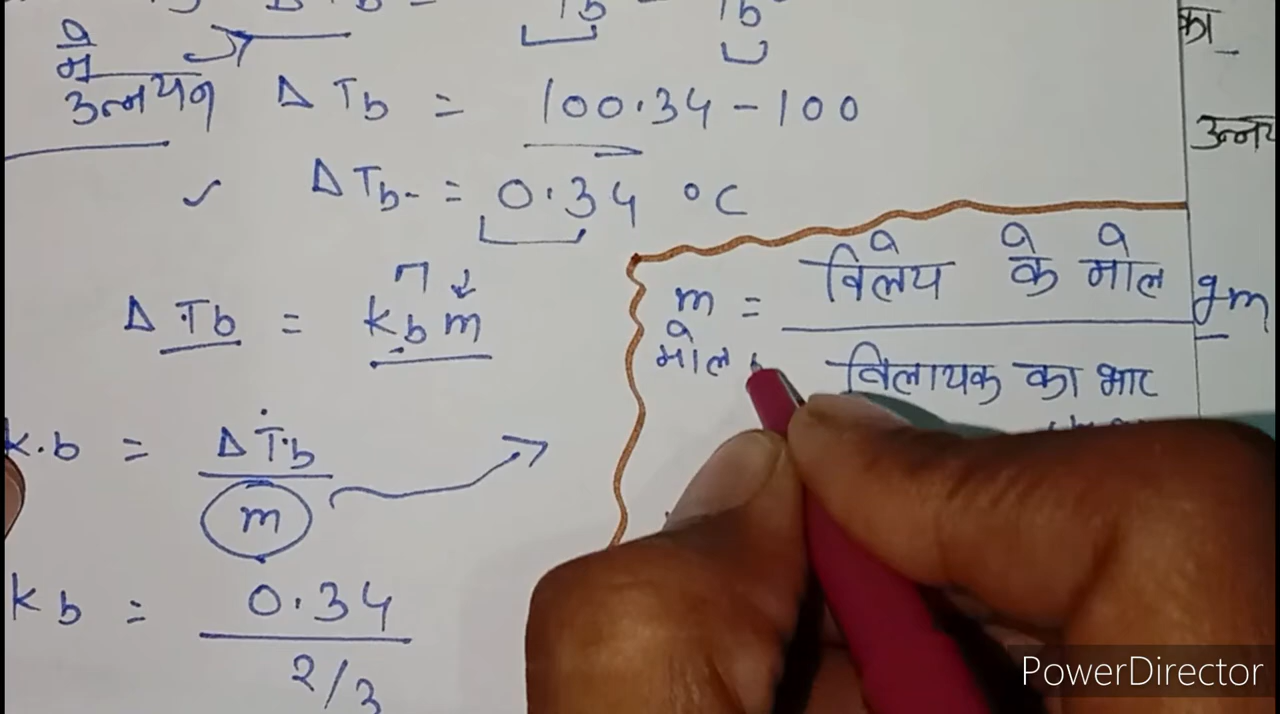 का
उन्नयन ΔTb = 100.34 - 100
ΔTb = 0.34 °C
ΔTb = kb m
m = विलेय के मोल
मोल
विलायक का भार
gm
k.b = ΔTb
m
kb = 0.34
2/3
PowerDirector